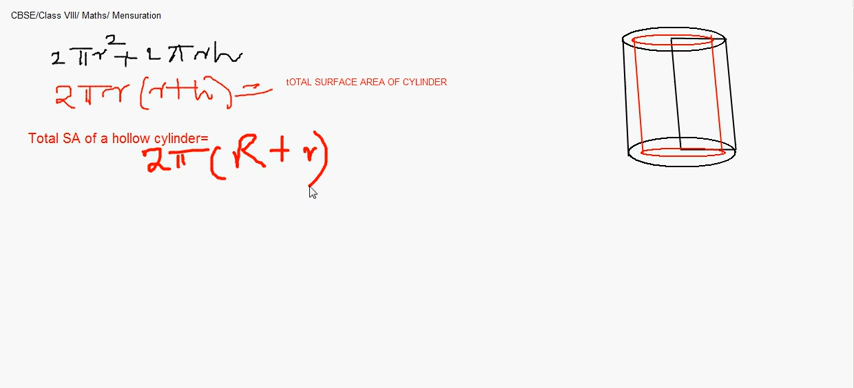 CBSE/Class VIII/ Maths/ Mensuration
2πr²+2πrh
2πr(r+h)= tOTAL SURFACE AREA OF CYLINDER
Total SA of a hollow cylinder=
2π(R+r)